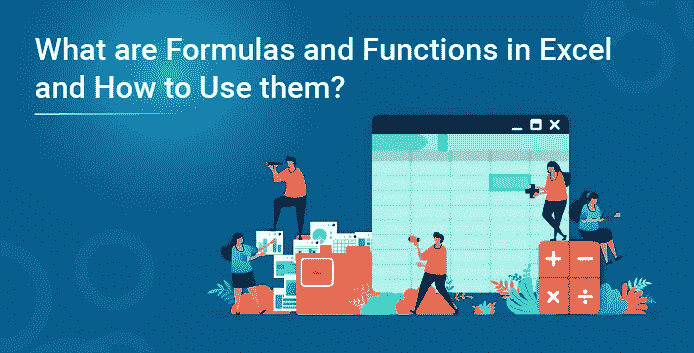 What are Formulas and Functions in Excel
and How to Use them?
+ −
× ÷